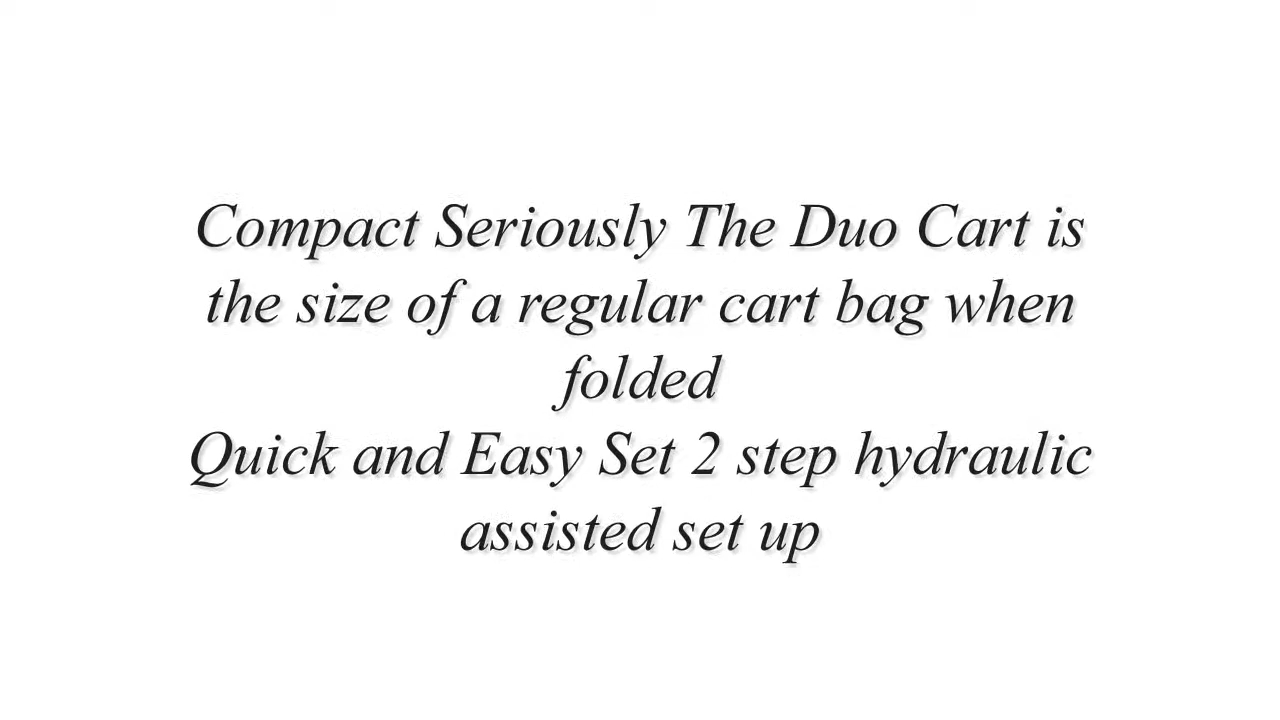 Compact Seriously The Duo Cart is
the size of a regular cart bag when
folded
Quick and Easy Set 2 step hydraulic
assisted set up